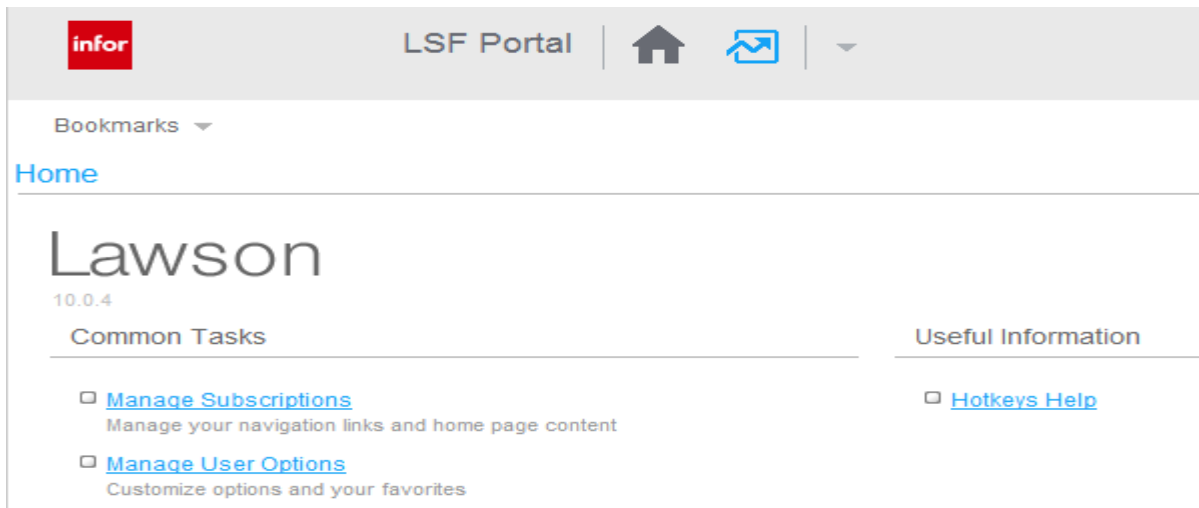 infor
LSF Portal
Bookmarks
Home
Lawson
10.0.4
Common Tasks
Useful Information
Manage Subscriptions
Hotkeys Help
Manage your navigation links and home page content
Manage User Options
Customize options and your favorites